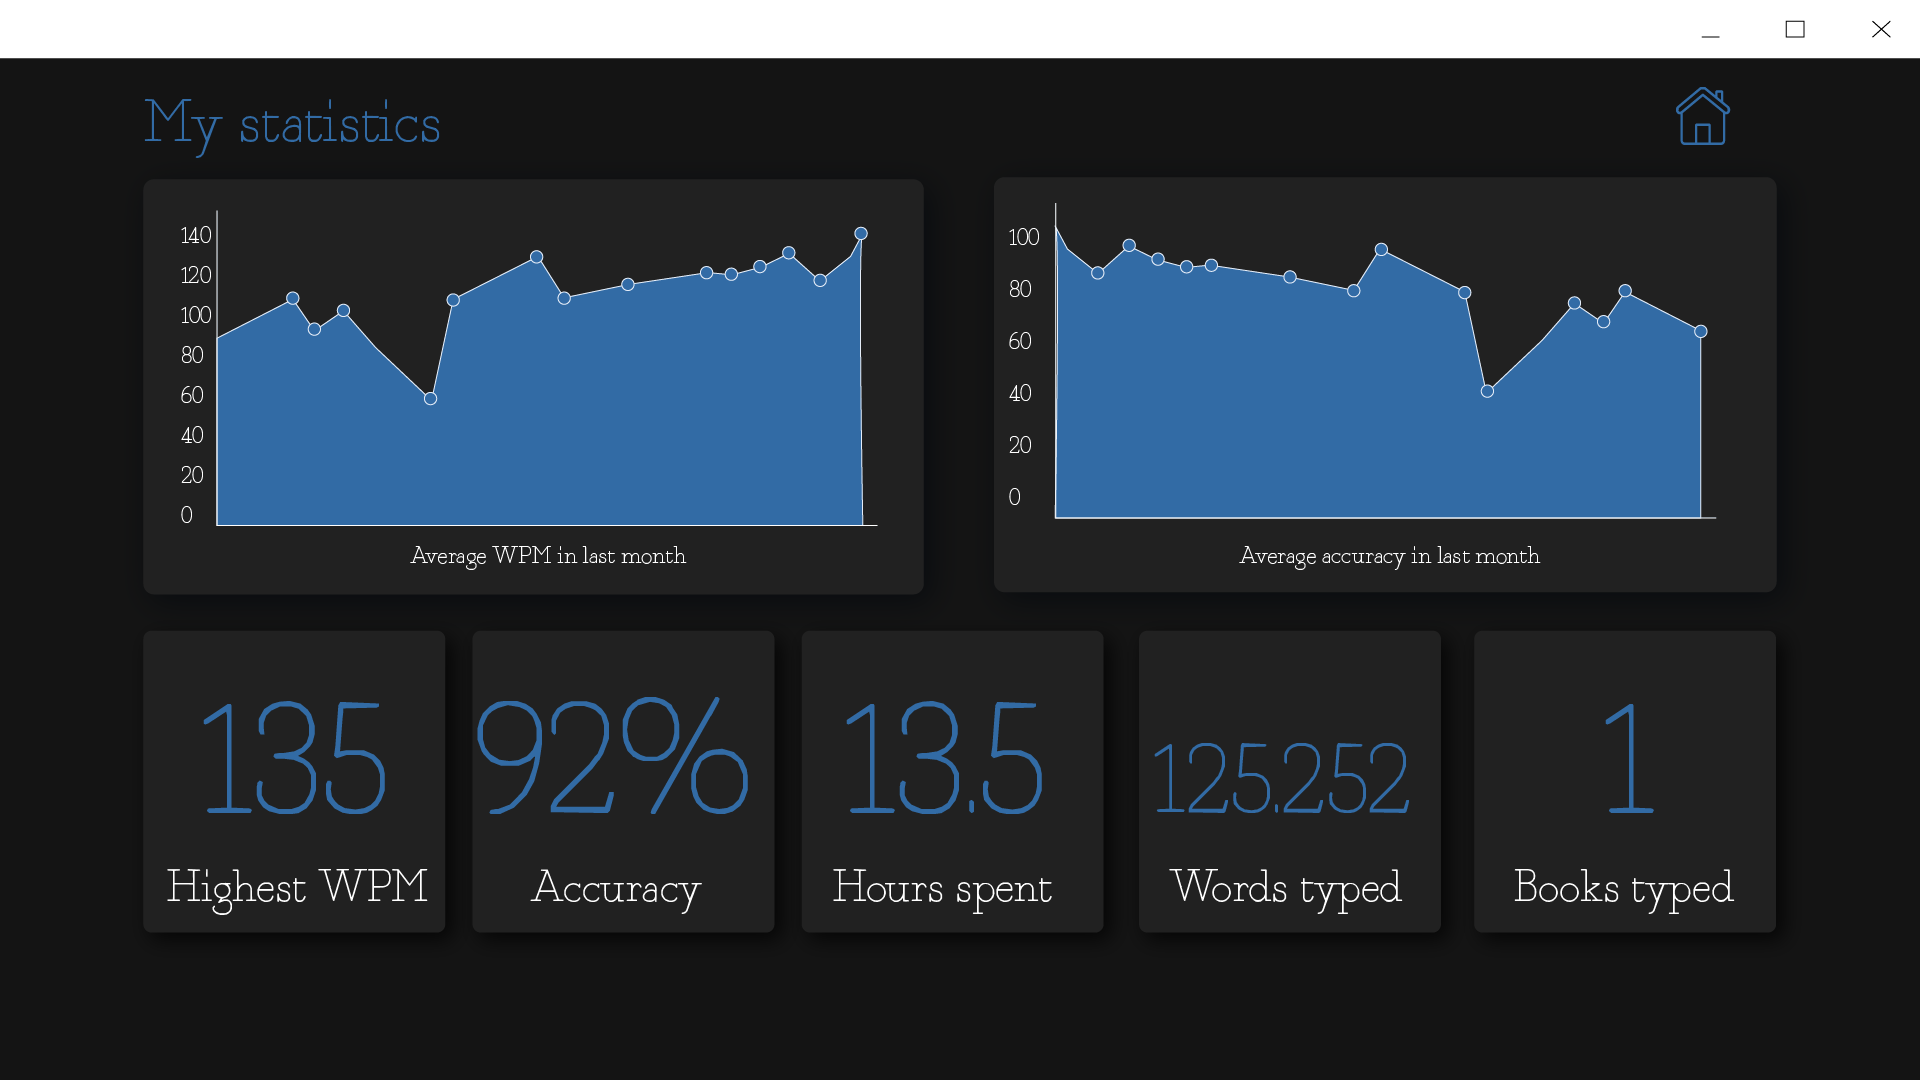 My statistics
140
120
100
80
60
40
20
0
Average WPM in last month
100
80
60
40
20
0
Average accuracy in last month
135
Highest WPM
92%
Accuracy
13.5
Hours spent
125.252
Words typed
1
Books typed